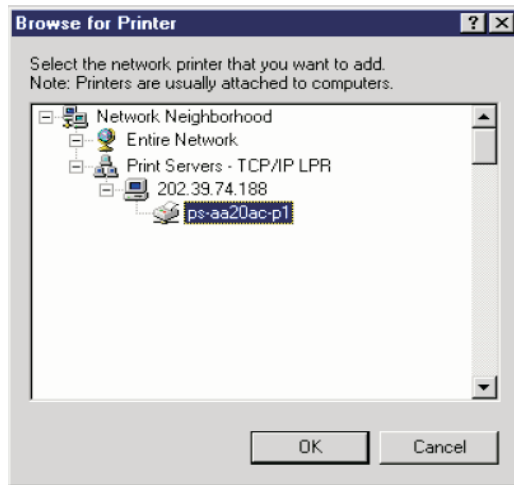 Browse for Printer
Select the network printer that you want to add.
Note: Printers are usually attached to computers.
Network Neighborhood
Entire Network
Print Servers - TCP/IP LPR
202.39.74.188
ps-aa20ac-p1
OK
Cancel